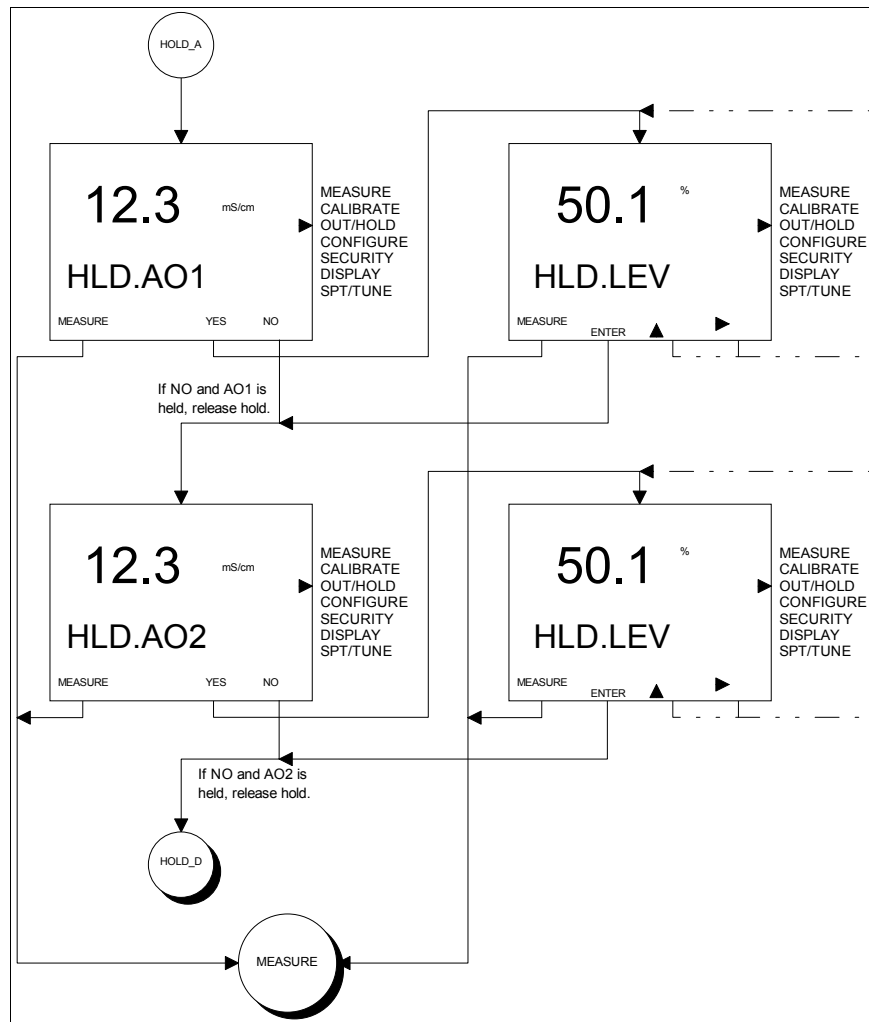 HOLD_A
12.3 mS/cm
HLD.AO1
MEASURE YES NO
MEASURE
CALIBRATE
OUT/HOLD
CONFIGURE
SECURITY
DISPLAY
SPT/TUNE
50.1 %
HLD.LEV
MEASURE ENTER
MEASURE
CALIBRATE
OUT/HOLD
CONFIGURE
SECURITY
DISPLAY
SPT/TUNE
If NO and AO1 is
held, release hold.
12.3 mS/cm
HLD.AO2
MEASURE YES NO
MEASURE
CALIBRATE
OUT/HOLD
CONFIGURE
SECURITY
DISPLAY
SPT/TUNE
50.1 %
HLD.LEV
MEASURE ENTER
MEASURE
CALIBRATE
OUT/HOLD
CONFIGURE
SECURITY
DISPLAY
SPT/TUNE
If NO and AO2 is
held, release hold.
HOLD_D
MEASURE